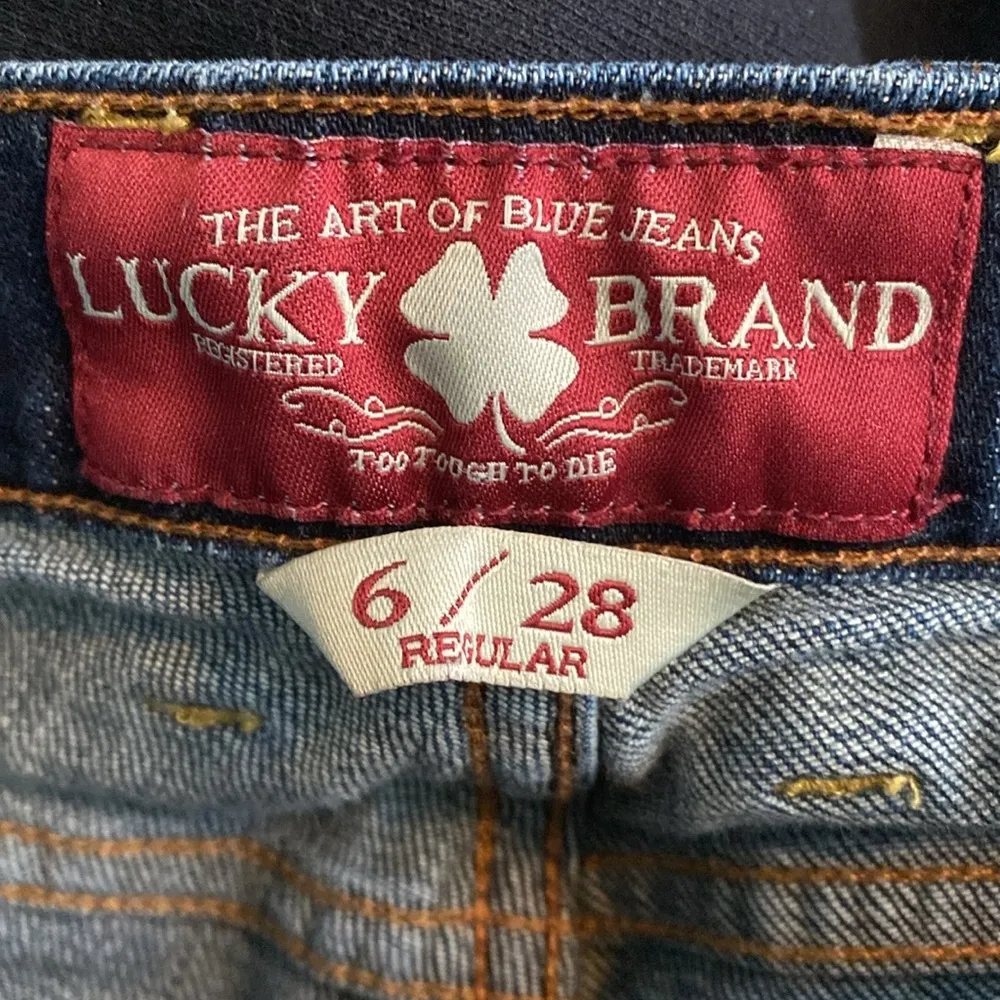 THE ART OF BLUE JEANS
LUCKY BRAND
REGISTERED TRADEMARK
TOO TOUGH TO DIE
6 / 28
REGULAR